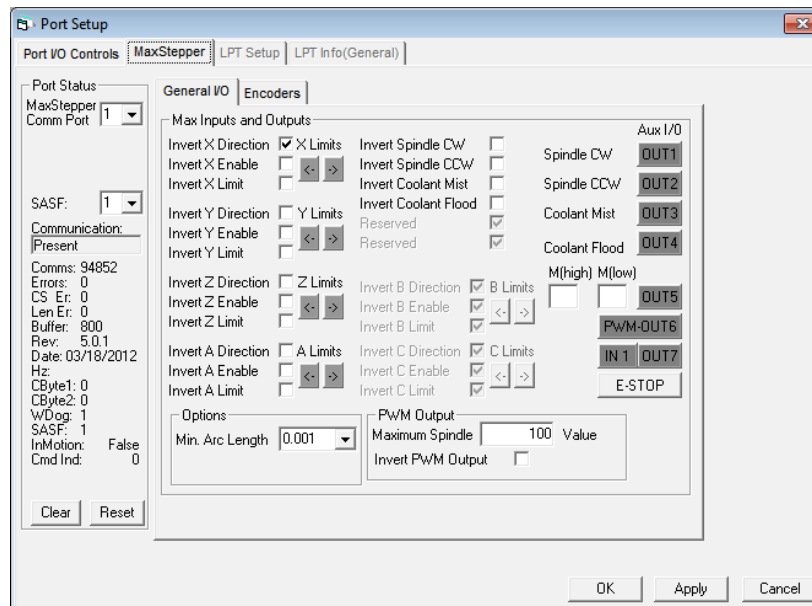 Port Setup
Port I/O Controls MaxStepper LPT Setup LPT Info(General)
Port Status
MaxStepper
Comm Port 1
SASF: 1
Communication:
Present
Comms: 94852
Errors: 0
CS Er: 0
Len Er: 0
Buffer: 800
Rev: 5.0.1
Date: 03/18/2012
Hz:
CByte1: 0
CByte2: 0
WDog: 1
SASF: 1
InMotion: False
Cmd Ind: 0
Clear Reset
General I/O Encoders
Max Inputs and Outputs
Invert X Direction X Limits
Invert X Enable <- ->
Invert X Limit
Invert Y Direction Y Limits
Invert Y Enable <- ->
Invert Y Limit
Invert Z Direction Z Limits
Invert Z Enable <- ->
Invert Z Limit
Invert A Direction A Limits
Invert A Enable <- ->
Invert A Limit
Invert Spindle CW
Invert Spindle CCW
Invert Coolant Mist
Invert Coolant Flood
Reserved
Reserved
Invert B Direction B Limits
Invert B Enable <- ->
Invert B Limit
Invert C Direction C Limits
Invert C Enable <- ->
Invert C Limit
Aux I/O
Spindle CW OUT1
Spindle CCW OUT2
Coolant Mist OUT3
Coolant Flood OUT4
M(high) M(low)
OUT5
PWM-OUT6
IN 1 OUT7
E-STOP
Options
Min. Arc Length 0.001
PWM Output
Maximum Spindle 100 Value
Invert PWM Output
OK Apply Cancel